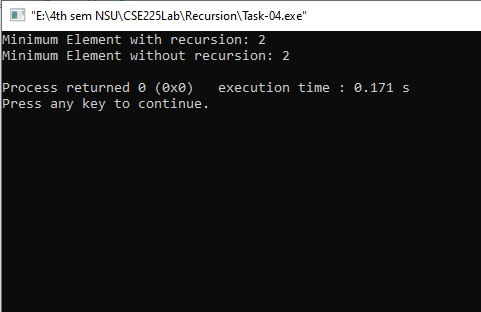 "E:\4th sem NSU\CSE225Lab\Recursion\Task-04.exe"
Minimum Element with recursion: 2
Minimum Element without recursion: 2
Process returned 0 (0x0)   execution time : 0.171 s
Press any key to continue.